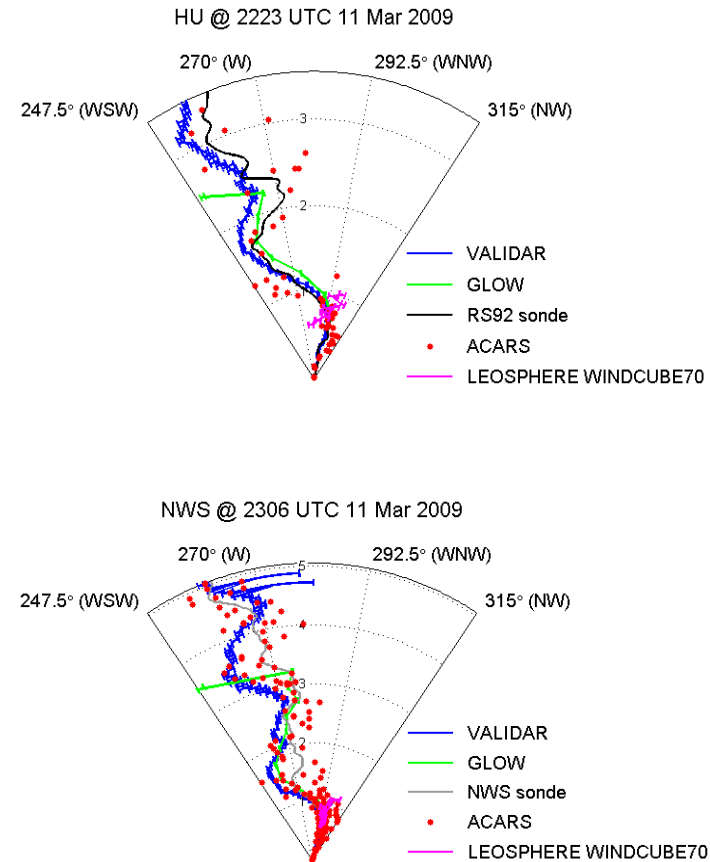 HU @ 2223 UTC 11 Mar 2009
270° (W)
292.5° (WNW)
247.5° (WSW)
315° (NW)
3
2
VALIDAR
GLOW
RS92 sonde
ACARS
LEOSPHERE WINDCUBE70
NWS @ 2306 UTC 11 Mar 2009
270° (W)
292.5° (WNW)
5
247.5° (WSW)
315° (NW)
4
3
2
VALIDAR
GLOW
NWS sonde
ACARS
LEOSPHERE WINDCUBE70